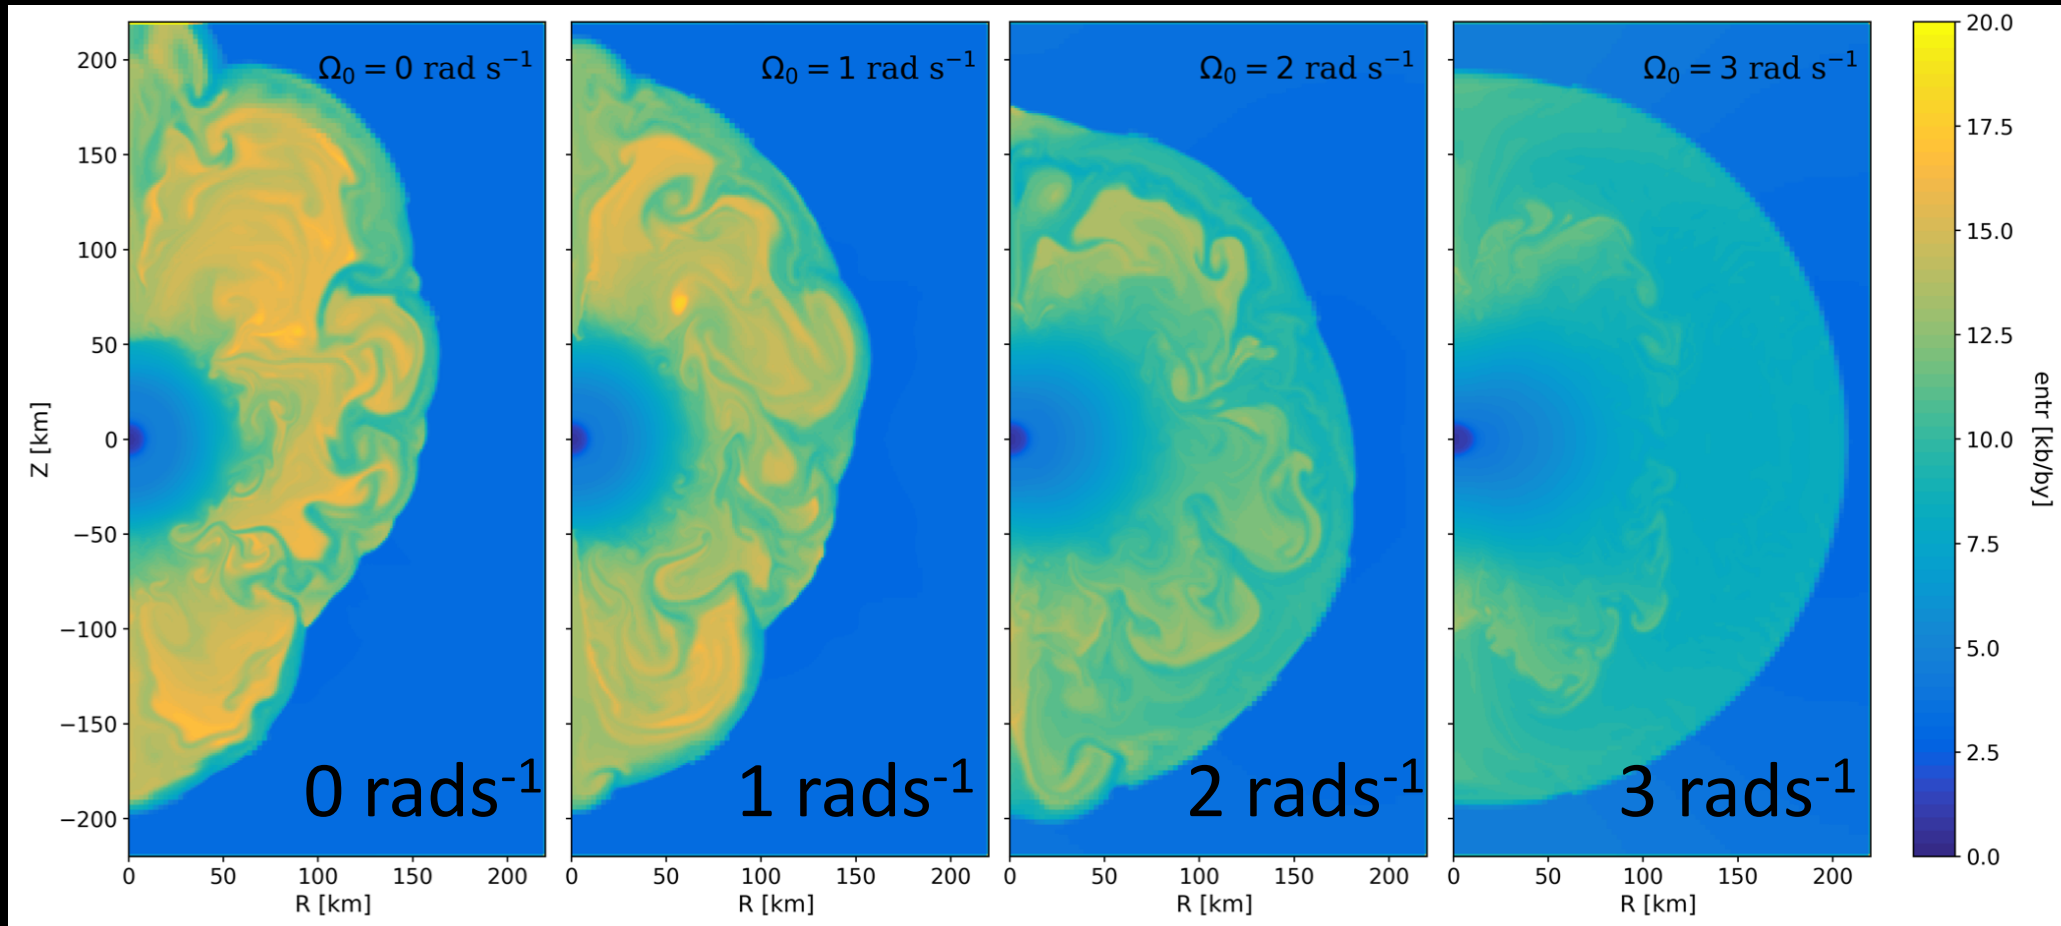 Ω₀ = 0 rad s⁻¹
Ω₀ = 1 rad s⁻¹
Ω₀ = 2 rad s⁻¹
Ω₀ = 3 rad s⁻¹
0 rads⁻¹
1 rads⁻¹
2 rads⁻¹
3 rads⁻¹
Z [km]
200
150
100
50
0
−50
−100
−150
−200
0 50 100 150 200
R [km]
0 50 100 150 200
R [km]
0 50 100 150 200
R [km]
0 50 100 150 200
R [km]
20.0
17.5
15.0
12.5
10.0
7.5
5.0
2.5
0.0
entr [kb/by]